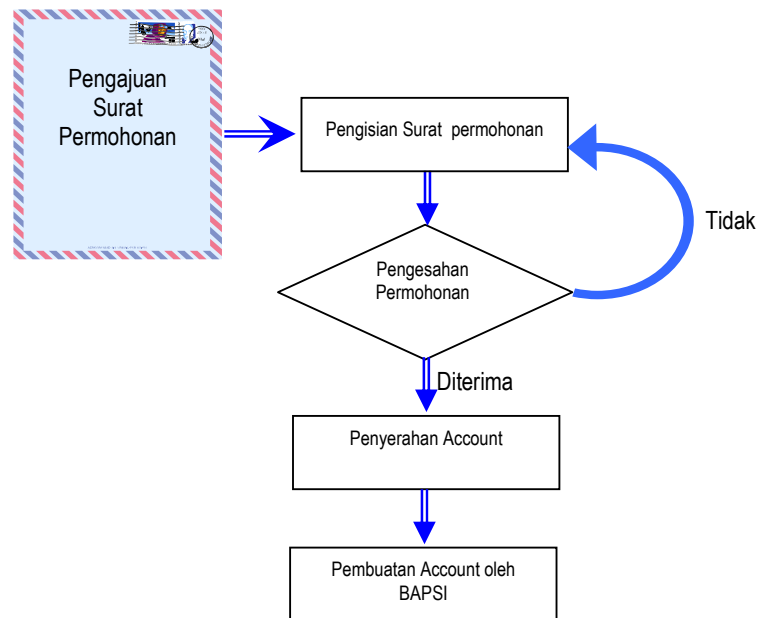 Pengajuan
Surat
Permohonan
Pengisian Surat permohonan
Tidak
Pengesahan
Permohonan
Diterima
Penyerahan Account
Pembuatan Account oleh
BAPSI